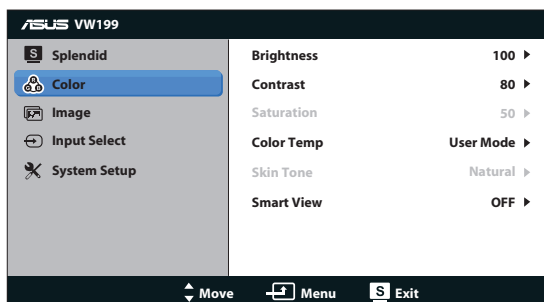 ASUS VW199
S Splendid
Color
Image
Input Select
System Setup
Brightness 100
Contrast 80
Saturation 50
Color Temp User Mode
Skin Tone Natural
Smart View OFF
Move Menu S Exit